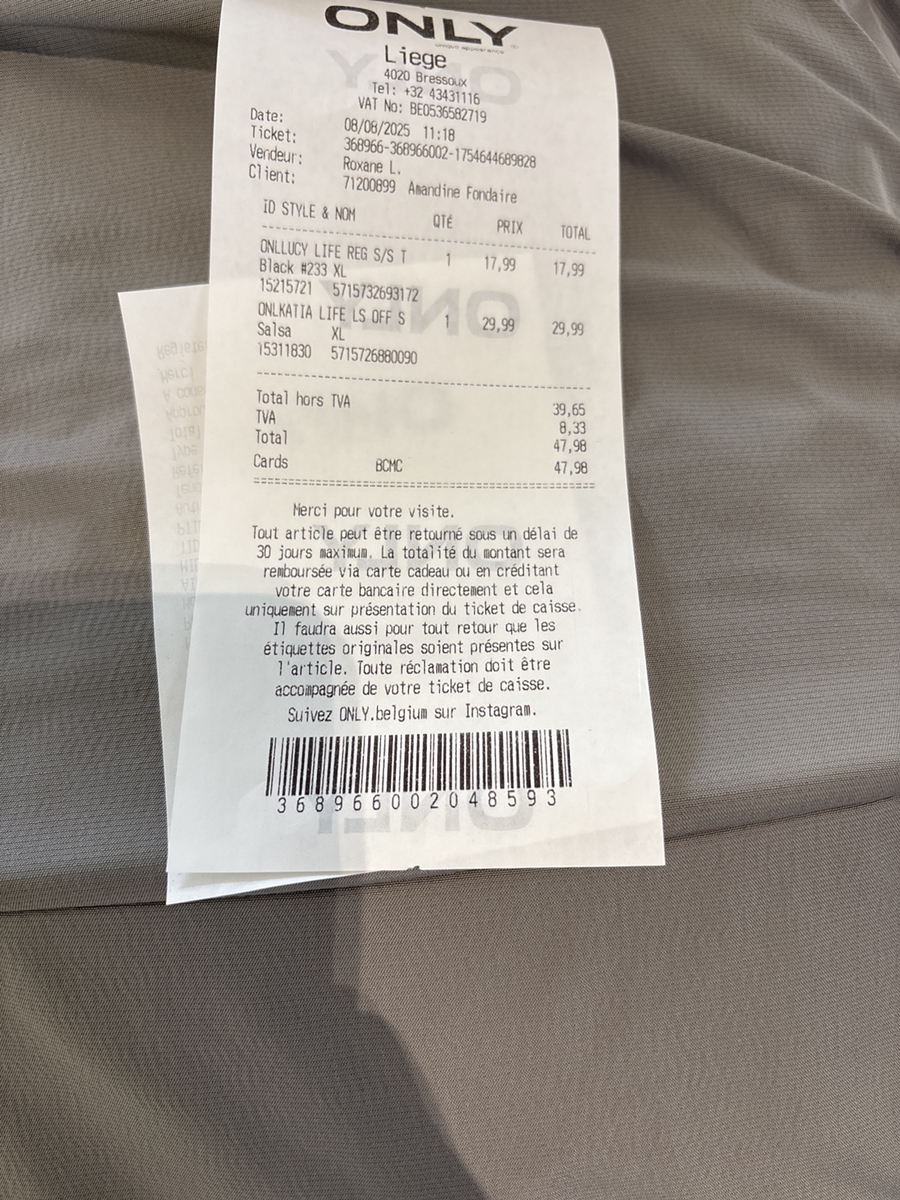 ONLY
unique appearance
Liege
4020 Bressoux
Tel: +32 43431116
VAT No: BE0536582719
Date: 08/08/2025 11:18
Ticket: 368966-368966002-1754644689828
Vendeur: Roxane L.
Client: 71200899 Amandine Fondaire
ID STYLE & NOM QTÉ PRIX TOTAL
ONLLUCY LIFE REG S/S T 1 17,99 17,99
Black #233 XL
15215721 5715732693172
ONLKATIA LIFE LS OFF S 1 29,99 29,99
Salsa XL
15311830 5715726880090
Total hors TVA 39,65
TVA 8,33
Total 47,98
Cards BCMC 47,98
Merci pour votre visite.
Tout article peut être retourné sous un délai de
30 jours maximum. La totalité du montant sera
remboursée via carte cadeau ou en créditant
votre carte bancaire directement et cela
uniquement sur présentation du ticket de caisse.
Il faudra aussi pour tout retour que les
étiquettes originales soient présentes sur
l'article. Toute réclamation doit être
accompagnée de votre ticket de caisse.
Suivez ONLY.belgium sur Instagram.
368966002048593